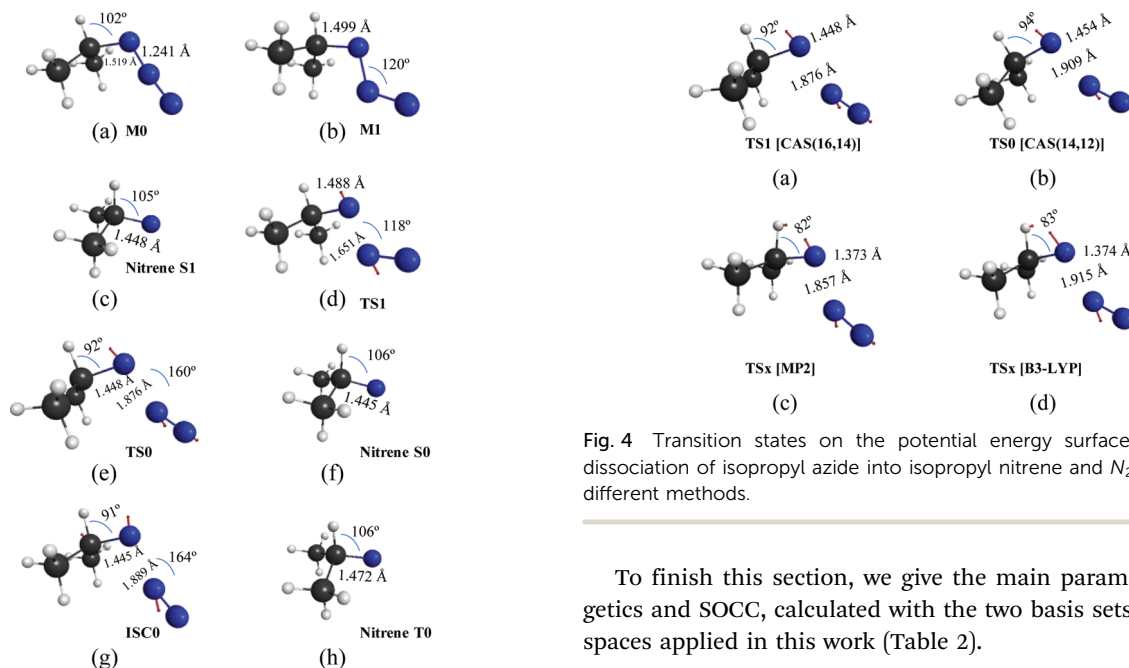 102º
1.519 Å
1.241 Å
(a) M0
1.499 Å
120º
(b) M1
105º
1.448 Å
Nitrene S1
(c)
1.488 Å
118º
1.651 Å
TS1
(d)
92º
160º
1.448 Å
1.876 Å
TS0
(e)
106º
1.445 Å
Nitrene S0
(f)
91º
164º
1.445 Å
1.889 Å
ISC0
(g)
106º
1.472 Å
Nitrene T0
(h)
92º
1.448 Å
1.876 Å
TS1 [CAS(16,14)]
(a)
94º
1.454 Å
1.909 Å
TS0 [CAS(14,12)]
(b)
82º
1.373 Å
1.857 Å
TSx [MP2]
(c)
83º
1.374 Å
1.915 Å
TSx [B3-LYP]
(d)
Fig. 4 Transition states on the potential energy surface
dissociation of isopropyl azide into isopropyl nitrene and N2
different methods.
To finish this section, we give the main param
getics and SOCC, calculated with the two basis sets
spaces applied in this work (Table 2).